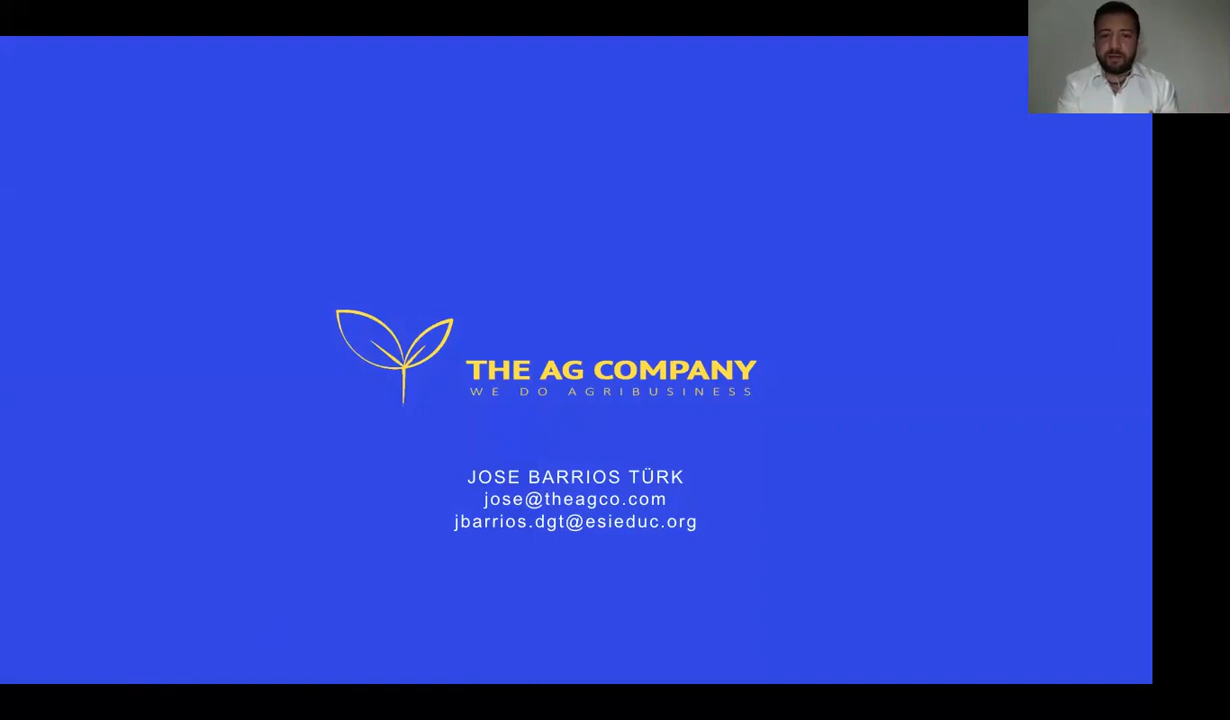 THE AG COMPANY
WE DO AGRIBUSINESS
JOSE BARRIOS TÜRK
jose@theagco.com
jbarrios.dgt@esieduc.org